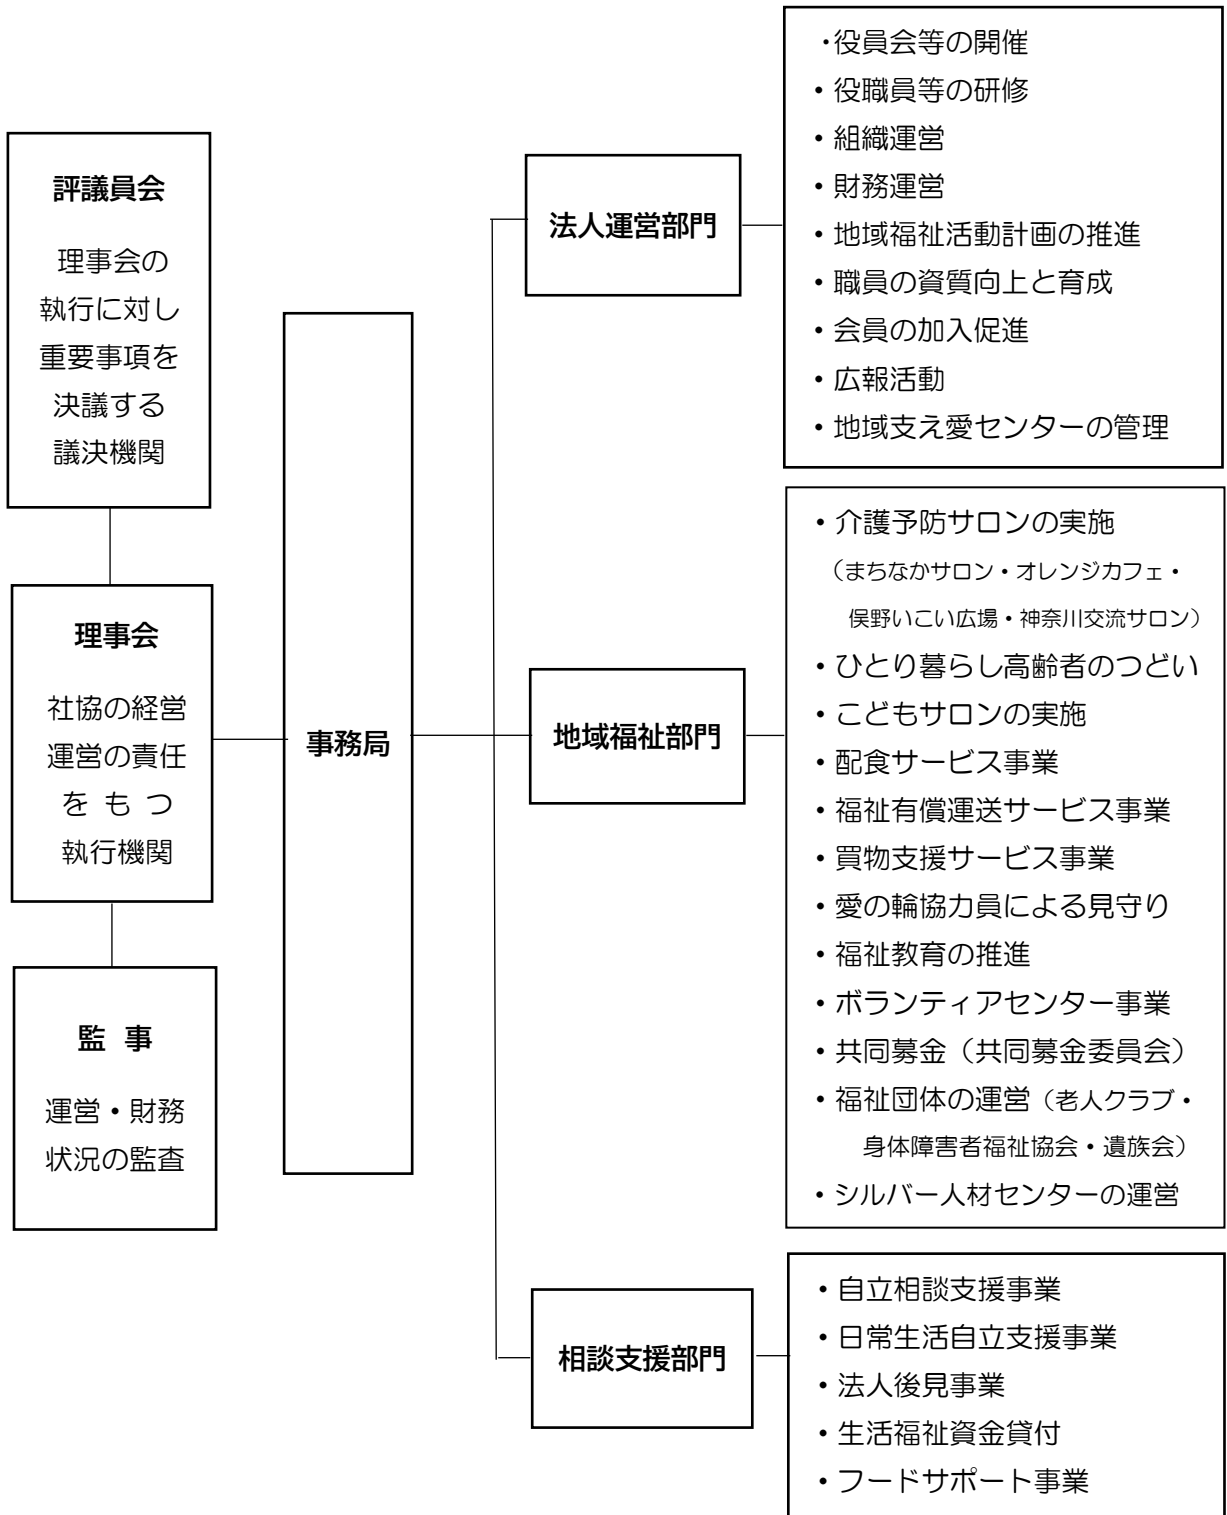 評議員会
理事会の
執行に対し
重要事項を
決議する
議決機関
理事会
社協の経営
運営の責任
をもつ
執行機関
監 事
運営・財務
状況の監査
事務局
法人運営部門
・役員会等の開催
・役職員等の研修
・組織運営
・財務運営
・地域福祉活動計画の推進
・職員の資質向上と育成
・会員の加入促進
・広報活動
・地域支え愛センターの管理
地域福祉部門
・介護予防サロンの実施
（まちなかサロン・オレンジカフェ・
俣野いこい広場・神奈川交流サロン）
・ひとり暮らし高齢者のつどい
・こどもサロンの実施
・配食サービス事業
・福祉有償運送サービス事業
・買物支援サービス事業
・愛の輪協力員による見守り
・福祉教育の推進
・ボランティアセンター事業
・共同募金（共同募金委員会）
・福祉団体の運営（老人クラブ・
身体障害者福祉協会・遺族会）
・シルバー人材センターの運営
相談支援部門
・自立相談支援事業
・日常生活自立支援事業
・法人後見事業
・生活福祉資金貸付
・フードサポート事業